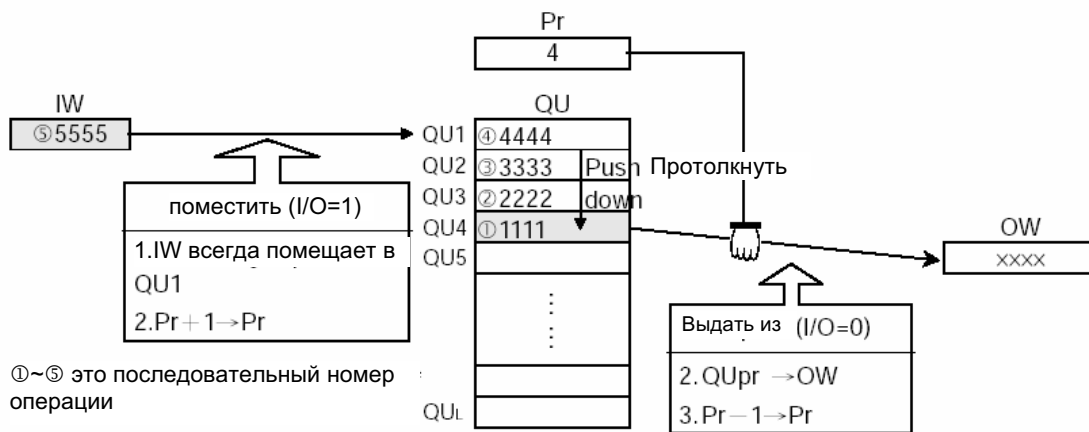 Pr
4
IW
⑤5555
QU
QU1 ④4444
QU2 ③3333 Push Протолкнуть
QU3 ②2222 down
QU4 ①1111
QU5
поместить (I/O=1)
1.IW всегда помещает в
QU1
2.Pr+1→Pr
OW
××××
Выдать из (I/O=0)
2.QUpr →OW
3.Pr−1→Pr
①~⑤ это последовательный номер
операции
QUL